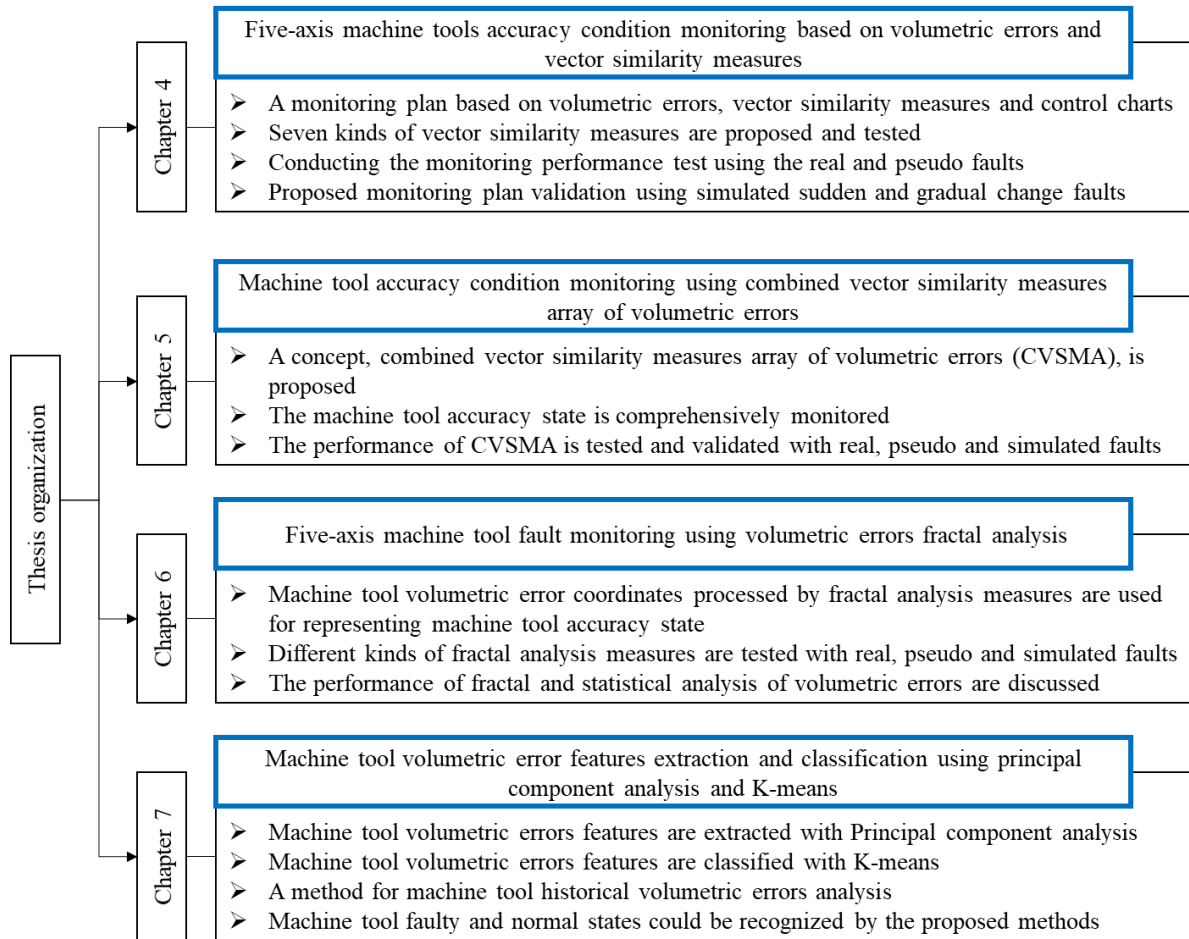 Thesis organization
Chapter 4
Five-axis machine tools accuracy condition monitoring based on volumetric errors and
vector similarity measures
➢ A monitoring plan based on volumetric errors, vector similarity measures and control charts
➢ Seven kinds of vector similarity measures are proposed and tested
➢ Conducting the monitoring performance test using the real and pseudo faults
➢ Proposed monitoring plan validation using simulated sudden and gradual change faults
Chapter 5
Machine tool accuracy condition monitoring using combined vector similarity measures
array of volumetric errors
➢ A concept, combined vector similarity measures array of volumetric errors (CVSMA), is
proposed
➢ The machine tool accuracy state is comprehensively monitored
➢ The performance of CVSMA is tested and validated with real, pseudo and simulated faults
Chapter 6
Five-axis machine tool fault monitoring using volumetric errors fractal analysis
➢ Machine tool volumetric error coordinates processed by fractal analysis measures are used
for representing machine tool accuracy state
➢ Different kinds of fractal analysis measures are tested with real, pseudo and simulated faults
➢ The performance of fractal and statistical analysis of volumetric errors are discussed
Chapter 7
Machine tool volumetric error features extraction and classification using principal
component analysis and K-means
➢ Machine tool volumetric errors features are extracted with Principal component analysis
➢ Machine tool volumetric errors features are classified with K-means
➢ A method for machine tool historical volumetric errors analysis
➢ Machine tool faulty and normal states could be recognized by the proposed methods